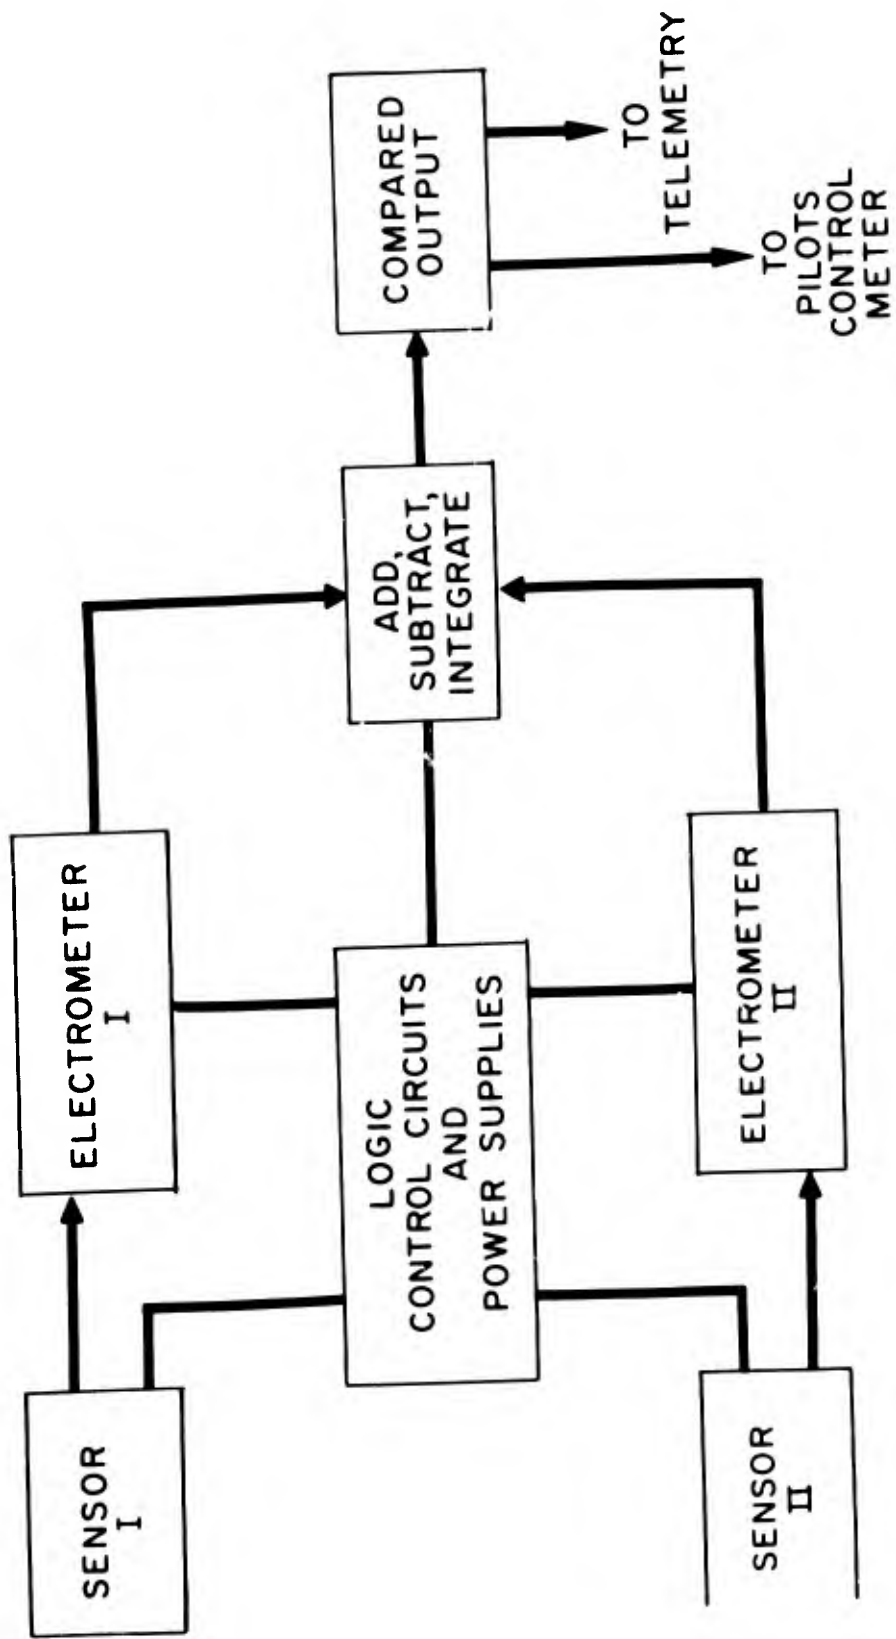 SENSOR
I
ELECTROMETER
I
LOGIC
CONTROL CIRCUITS
AND
POWER SUPPLIES
ADD,
SUBTRACT,
INTEGRATE
COMPARED
OUTPUT
TO
TELEMETRY
TO
PILOTS
CONTROL
METER
SENSOR
II
ELECTROMETER
II